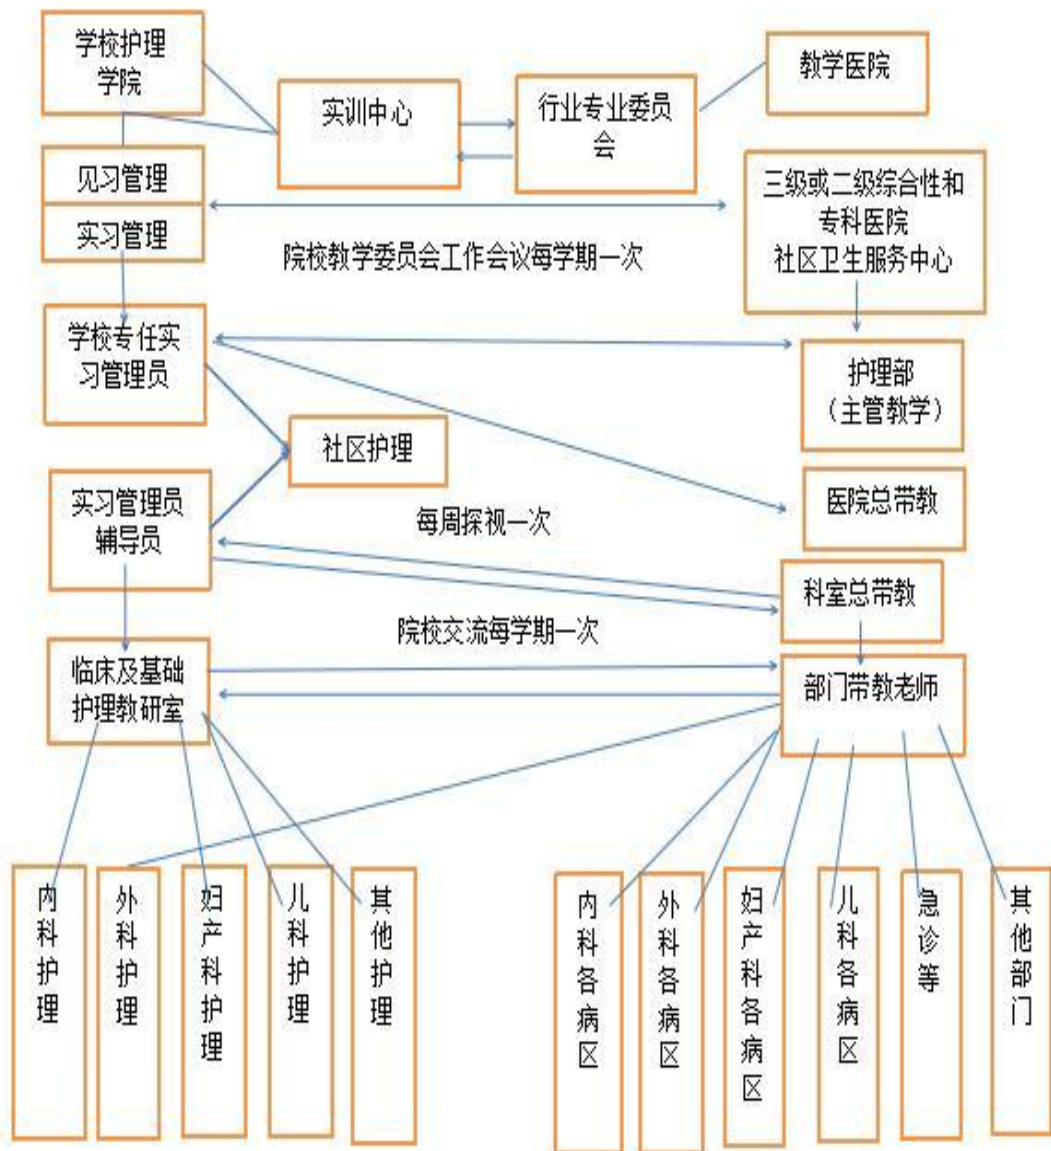 学校护理
学院
实训中心
行业专业委员
会
教学医院
见习管理
实习管理
三级或二级综合性和
专科医院
社区卫生服务中心
院校教学委员会工作会议每学期一次
学校专任实
习管理员
护理部
（主管教学）
社区护理
实习管理员
辅导员
每周探视一次
医院总带教
科室总带教
院校交流每学期一次
临床及基础
护理教研室
部门带教老师
内科护理
外科护理
妇产科护理
儿科护理
其他护理
内科各病区
外科各病区
妇产科各病区
儿科各病区
急诊等
其他部门